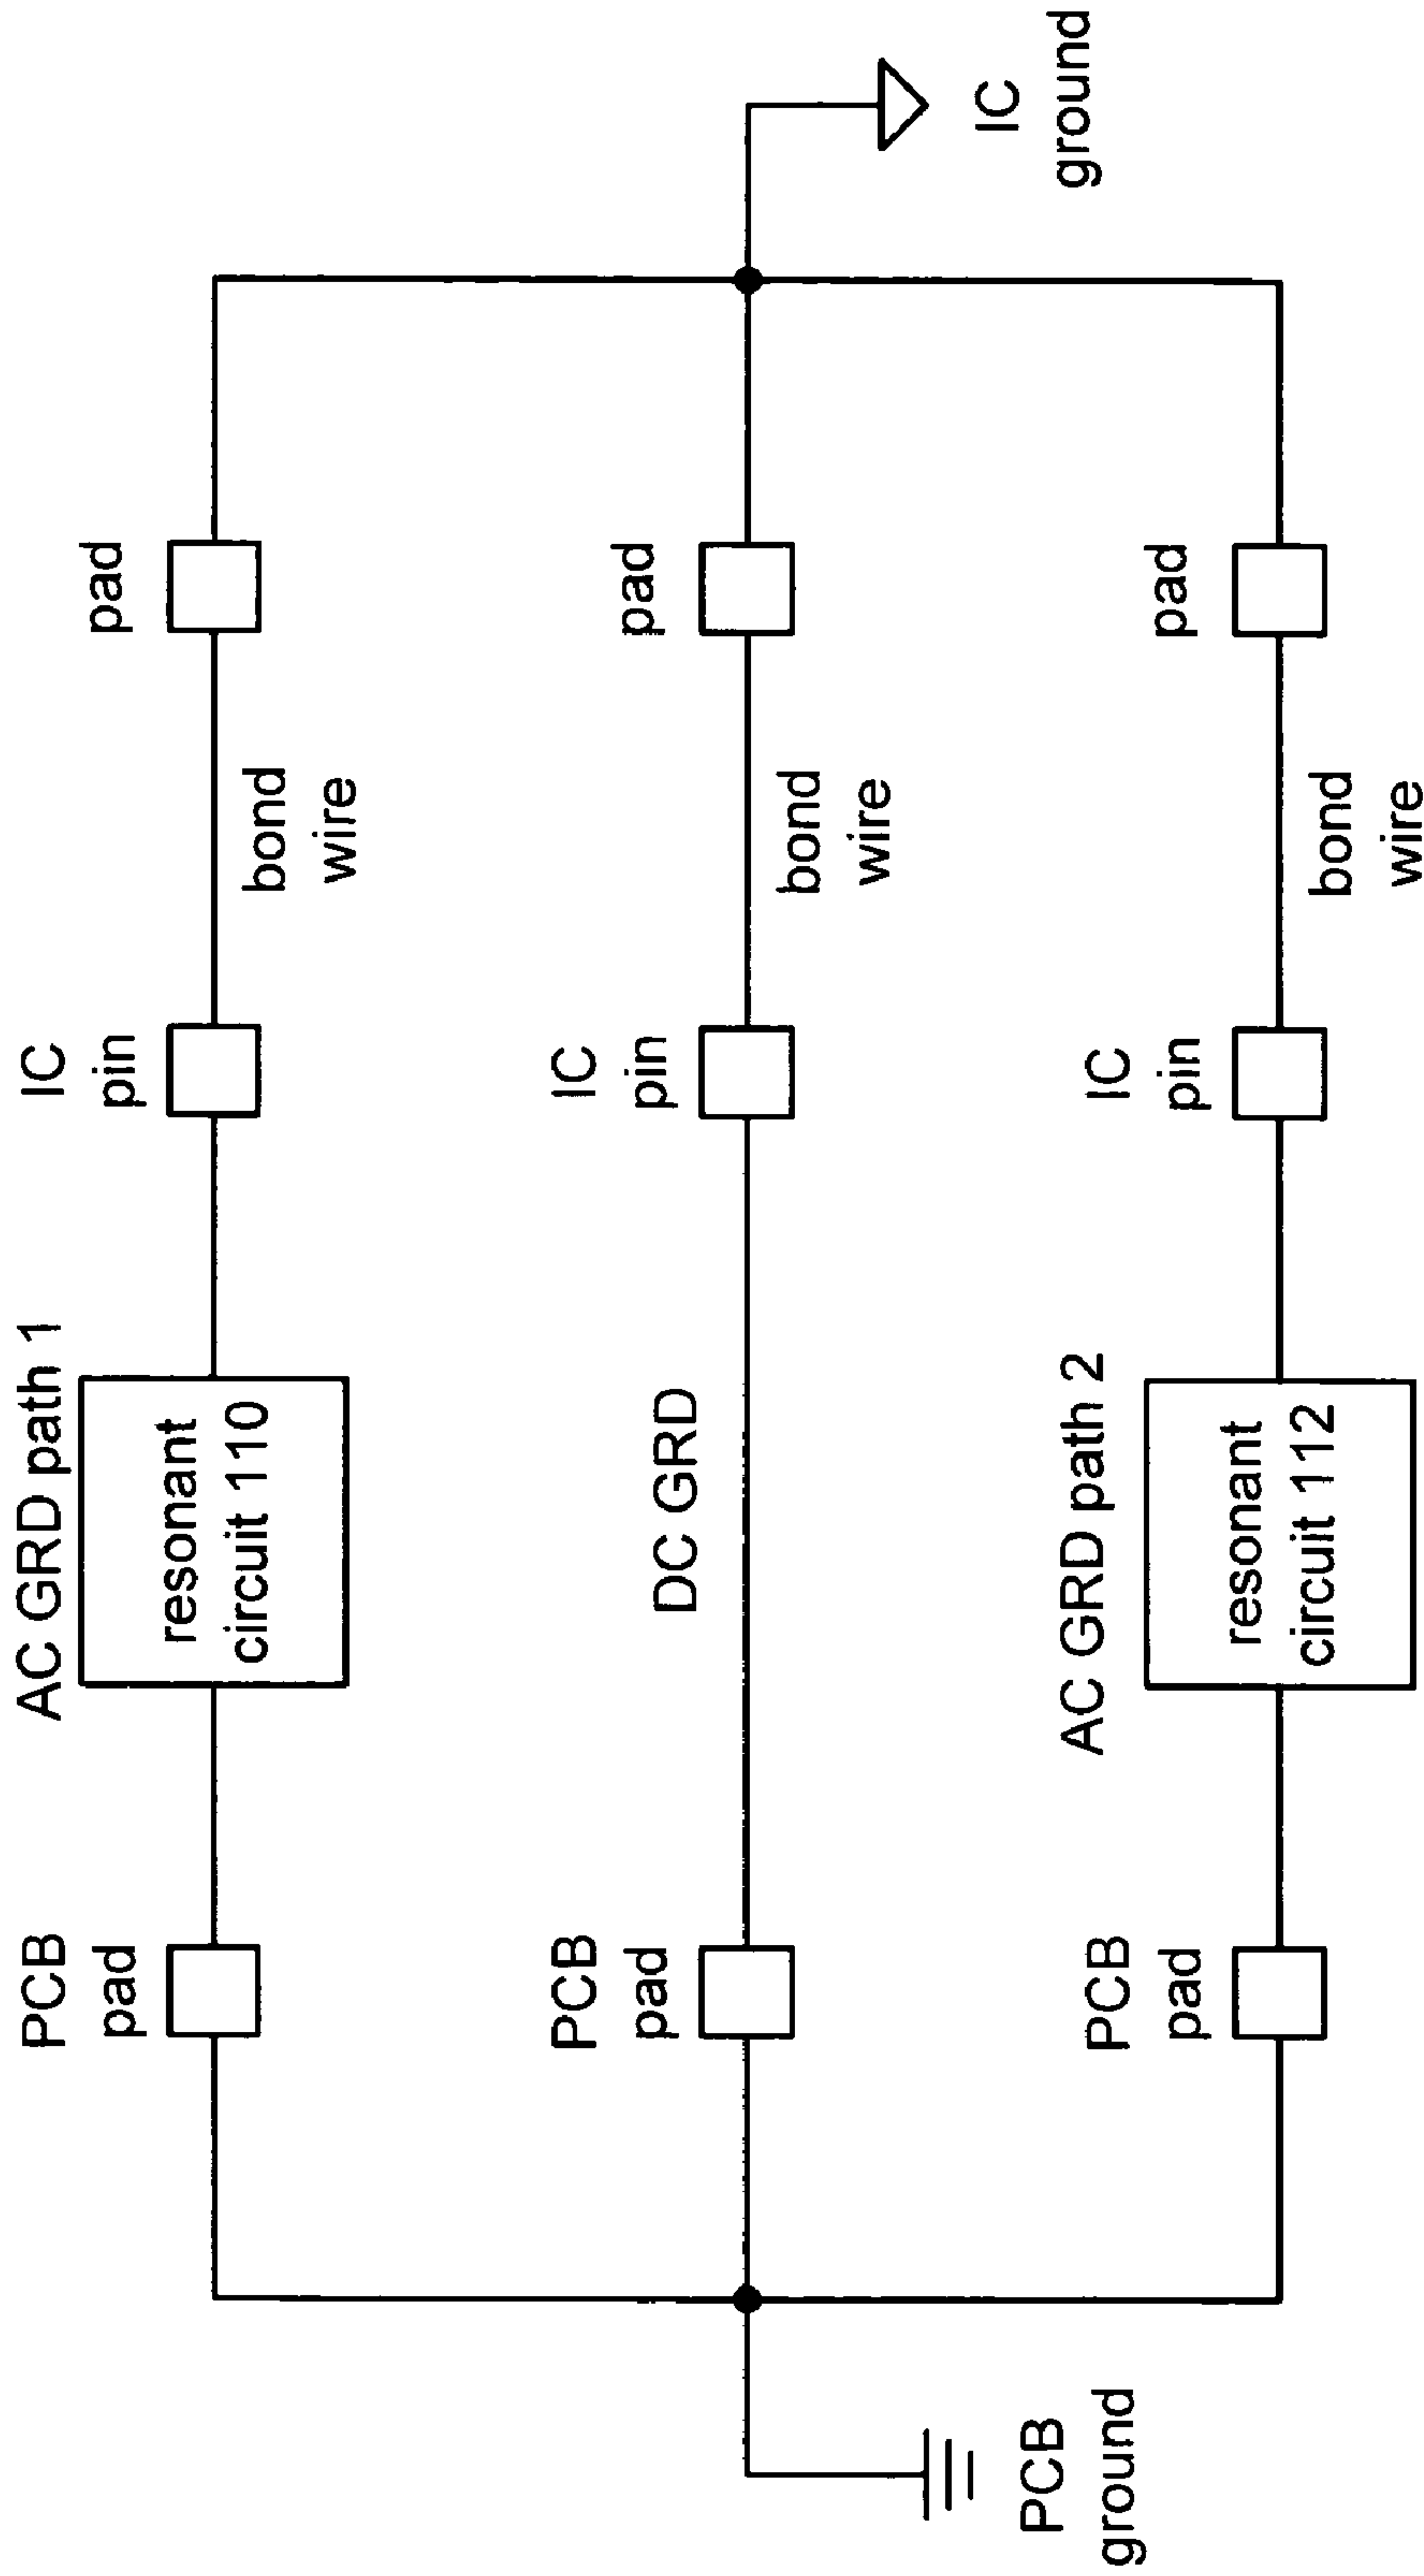 AC GRD path 1
PCB
pad
resonant
circuit 110
IC
pin
bond
wire
pad
PCB
pad
DC GRD
IC
pin
bond
wire
pad
AC GRD path 2
PCB
pad
resonant
circuit 112
IC
pin
bond
wire
pad
PCB
ground
IC
ground